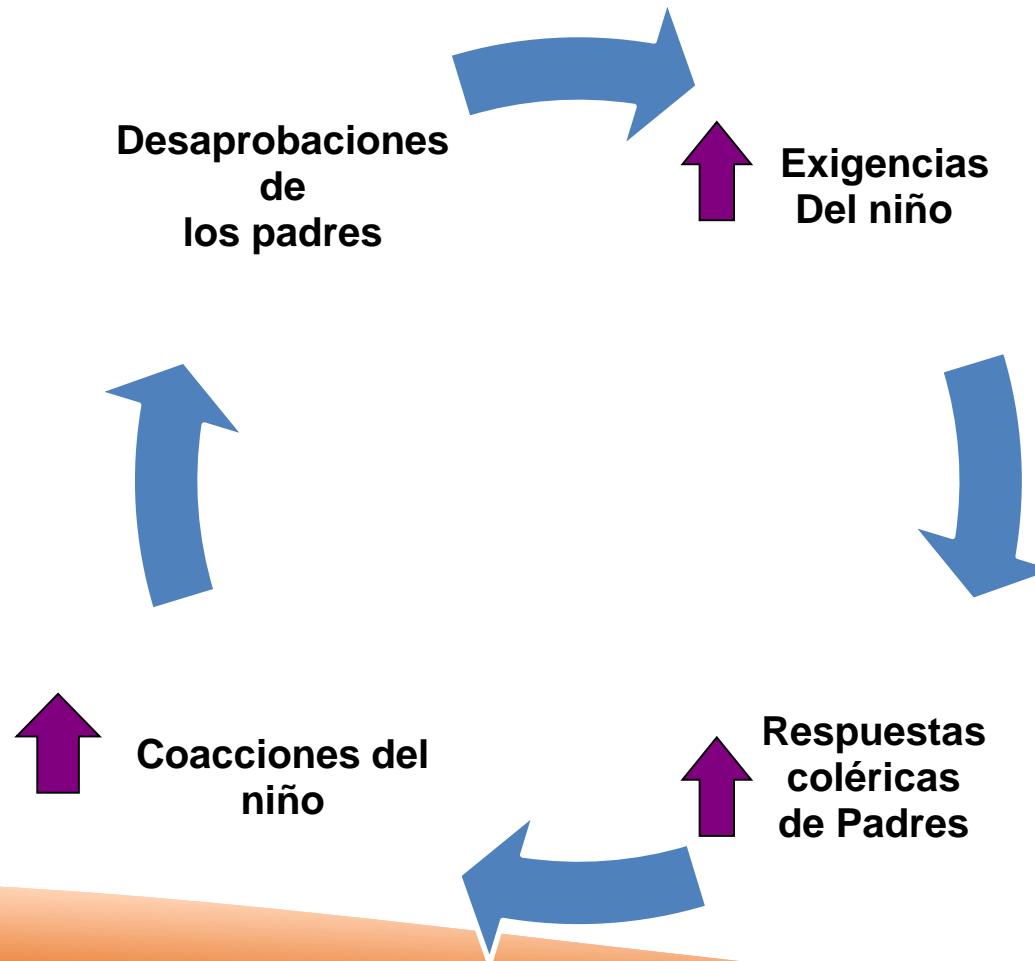 Desaprobaciones
de
los padres
Exigencias
Del niño
Respuestas
coléricas
de Padres
Coacciones del
niño